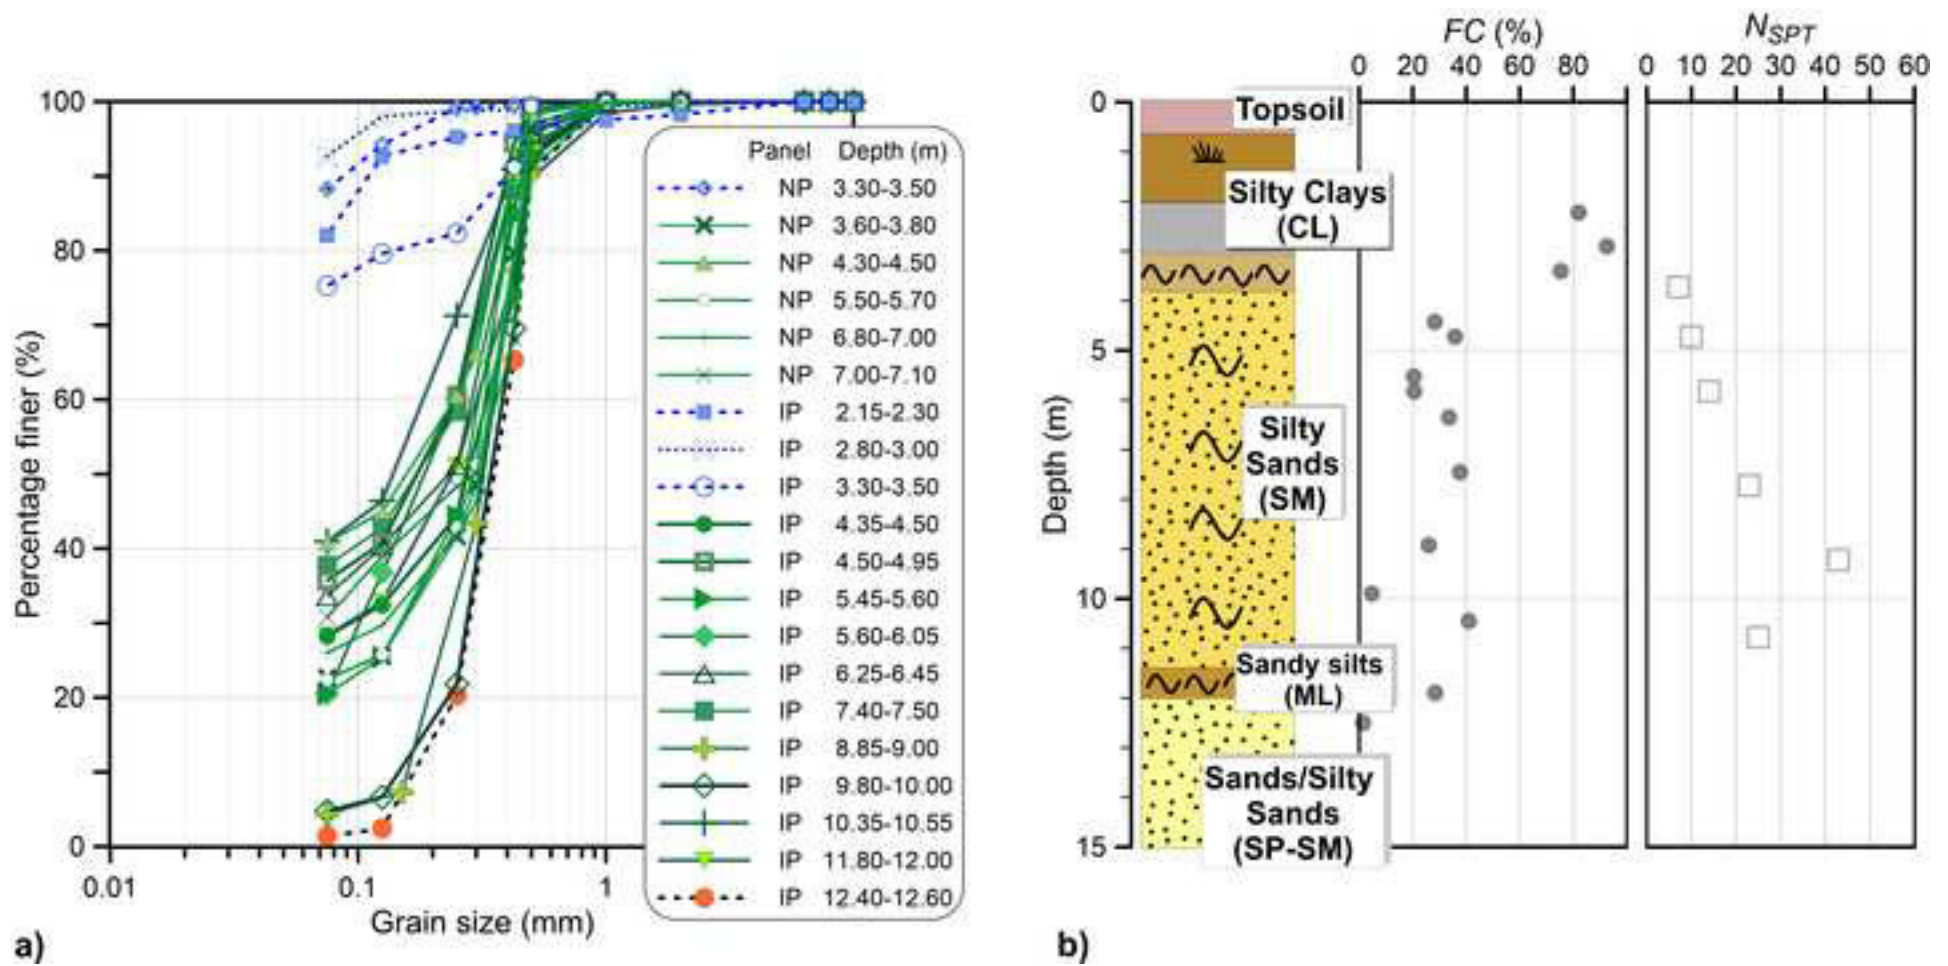 100
80
60
40
20
0
0.01
0.1
1
Percentage finer (%)
Grain size (mm)
a)
Panel Depth (m)
NP 3.30-3.50
NP 3.60-3.80
NP 4.30-4.50
NP 5.50-5.70
NP 6.80-7.00
NP 7.00-7.10
IP 2.15-2.30
IP 2.80-3.00
IP 3.30-3.50
IP 4.35-4.50
IP 4.50-4.95
IP 5.45-5.60
IP 5.60-6.05
IP 6.25-6.45
IP 7.40-7.50
IP 8.85-9.00
IP 9.80-10.00
IP 10.35-10.55
IP 11.80-12.00
IP 12.40-12.60
FC (%)
0 20 40 60 80
NSPT
0 10 20 30 40 50 60
0
5
10
15
Depth (m)
Topsoil
Silty Clays
(CL)
Silty
Sands
(SM)
Sandy silts
(ML)
Sands/Silty
Sands
(SP-SM)
b)